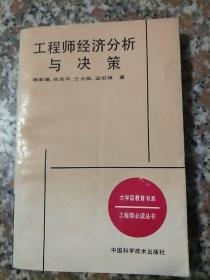 工程师经济分析
与决策
大学后教育书系
工程师必读丛书
中国科学技术出版社